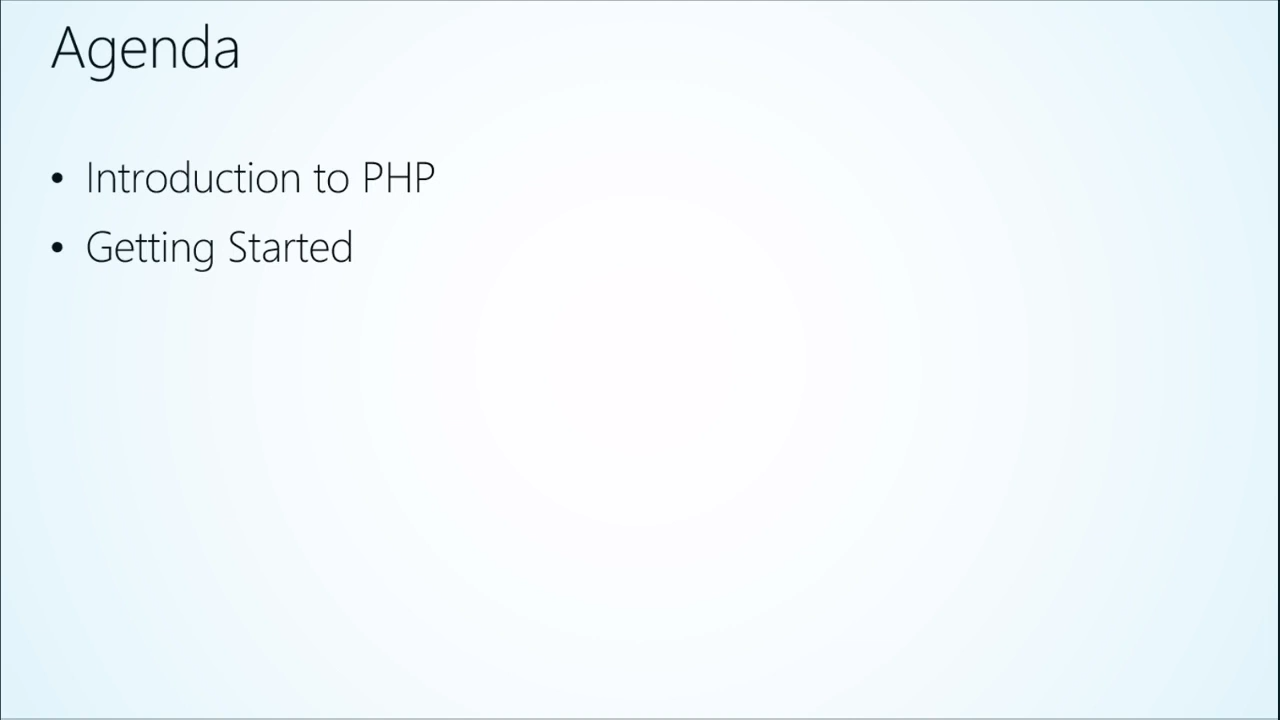 Agenda
• Introduction to PHP
• Getting Started